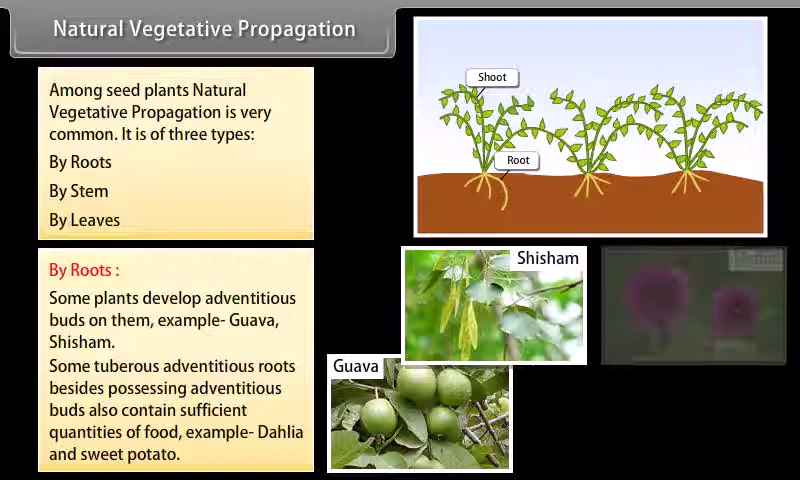 Natural Vegetative Propagation
Among seed plants Natural
Vegetative Propagation is very
common. It is of three types:
By Roots
By Stem
By Leaves
By Roots :
Some plants develop adventitious
buds on them, example- Guava,
Shisham.
Some tuberous adventitious roots
besides possessing adventitious
buds also contain sufficient
quantities of food, example- Dahlia
and sweet potato.
Shoot
Root
Shisham
Guava